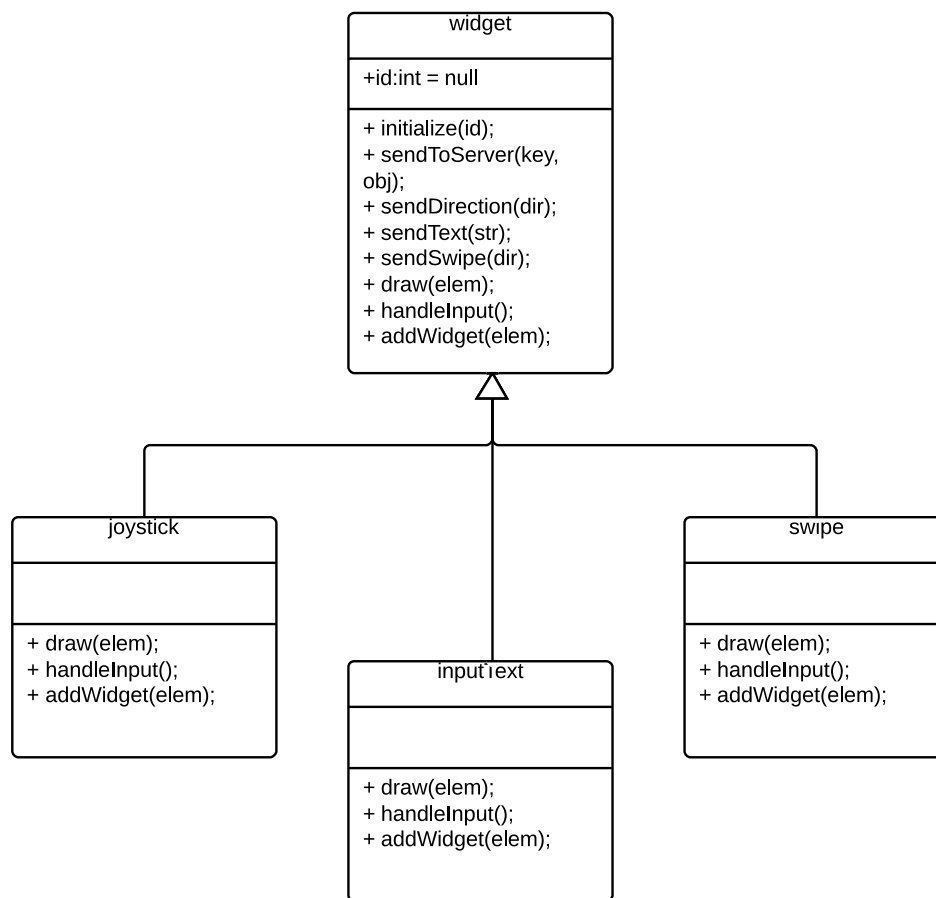 widget
+id:int = null
+ initialize(id);
+ sendToServer(key,
obj);
+ sendDirection(dir);
+ sendText(str);
+ sendSwipe(dir);
+ draw(elem);
+ handleInput();
+ addWidget(elem);
joystick
+ draw(elem);
+ handleInput();
+ addWidget(elem);
inputText
+ draw(elem);
+ handleInput();
+ addWidget(elem);
swipe
+ draw(elem);
+ handleInput();
+ addWidget(elem);